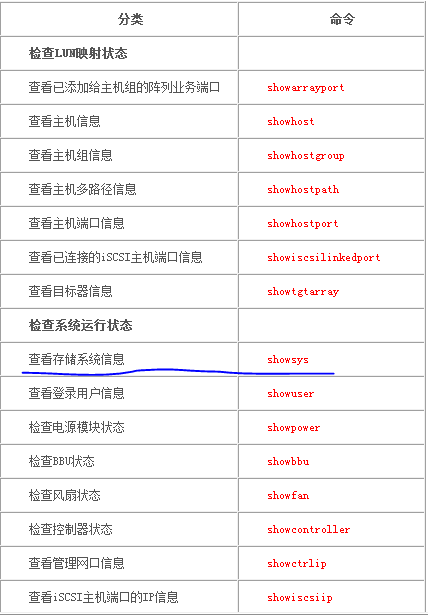 分类 命令
检查LUN映射状态
查看已添加给主机组的阵列业务端口 showarrayport
查看主机信息 showhost
查看主机组信息 showhostgroup
查看主机多路径信息 showhostpath
查看主机端口信息 showhostport
查看已连接的iSCSI主机端口信息 showiscsilinkedport
查看目标器信息 showtgtarray
检查系统运行状态
查看存储系统信息 showsys
查看登录用户信息 showuser
检查电源模块状态 showpower
检查BBU状态 showbbu
检查风扇状态 showfan
检查控制器状态 showcontroller
查看管理网口信息 showctrlip
查看iSCSI主机端口的IP信息 showiscsiip